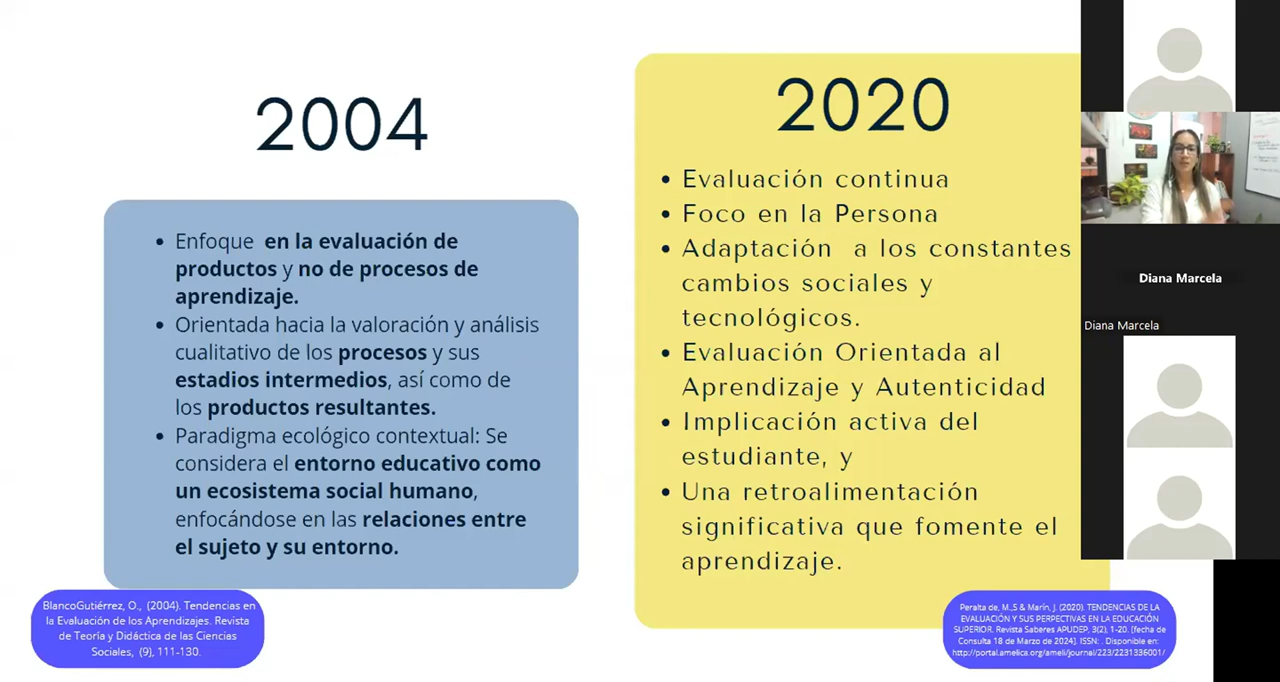 2004
Enfoque en la evaluación de
productos y no de procesos de
aprendizaje.
Orientada hacia la valoración y análisis
cualitativo de los procesos y sus
estadios intermedios, así como de
los productos resultantes.
Paradigma ecológico contextual: Se
considera el entorno educativo como
un ecosistema social humano,
enfocándose en las relaciones entre
el sujeto y su entorno.
BlancoGutiérrez, O., (2004). Tendencias en
la Evaluación de los Aprendizajes. Revista
de Teoría y Didáctica de las Ciencias
Sociales, (9), 111-130.
2020
Evaluación continua
Foco en la Persona
Adaptación a los constantes
cambios sociales y
tecnológicos.
Evaluación Orientada al
Aprendizaje y Autenticidad
Implicación activa del
estudiante, y
Una retroalimentación
significativa que fomente el
aprendizaje.
Peralta de, M.,S & Marín, J. (2020). TENDENCIAS DE LA
EVALUACIÓN Y SUS PERPECTIVAS EN LA EDUCACIÓN
SUPERIOR. Revista Saberes APUDEP, 3(2), 1-20. [fecha de
Consulta 18 de Marzo de 2024]. ISSN: . Disponible en:
http://portal.amelica.org/ameli/journal/223/2231336001/
Diana Marcela
Diana Marcela